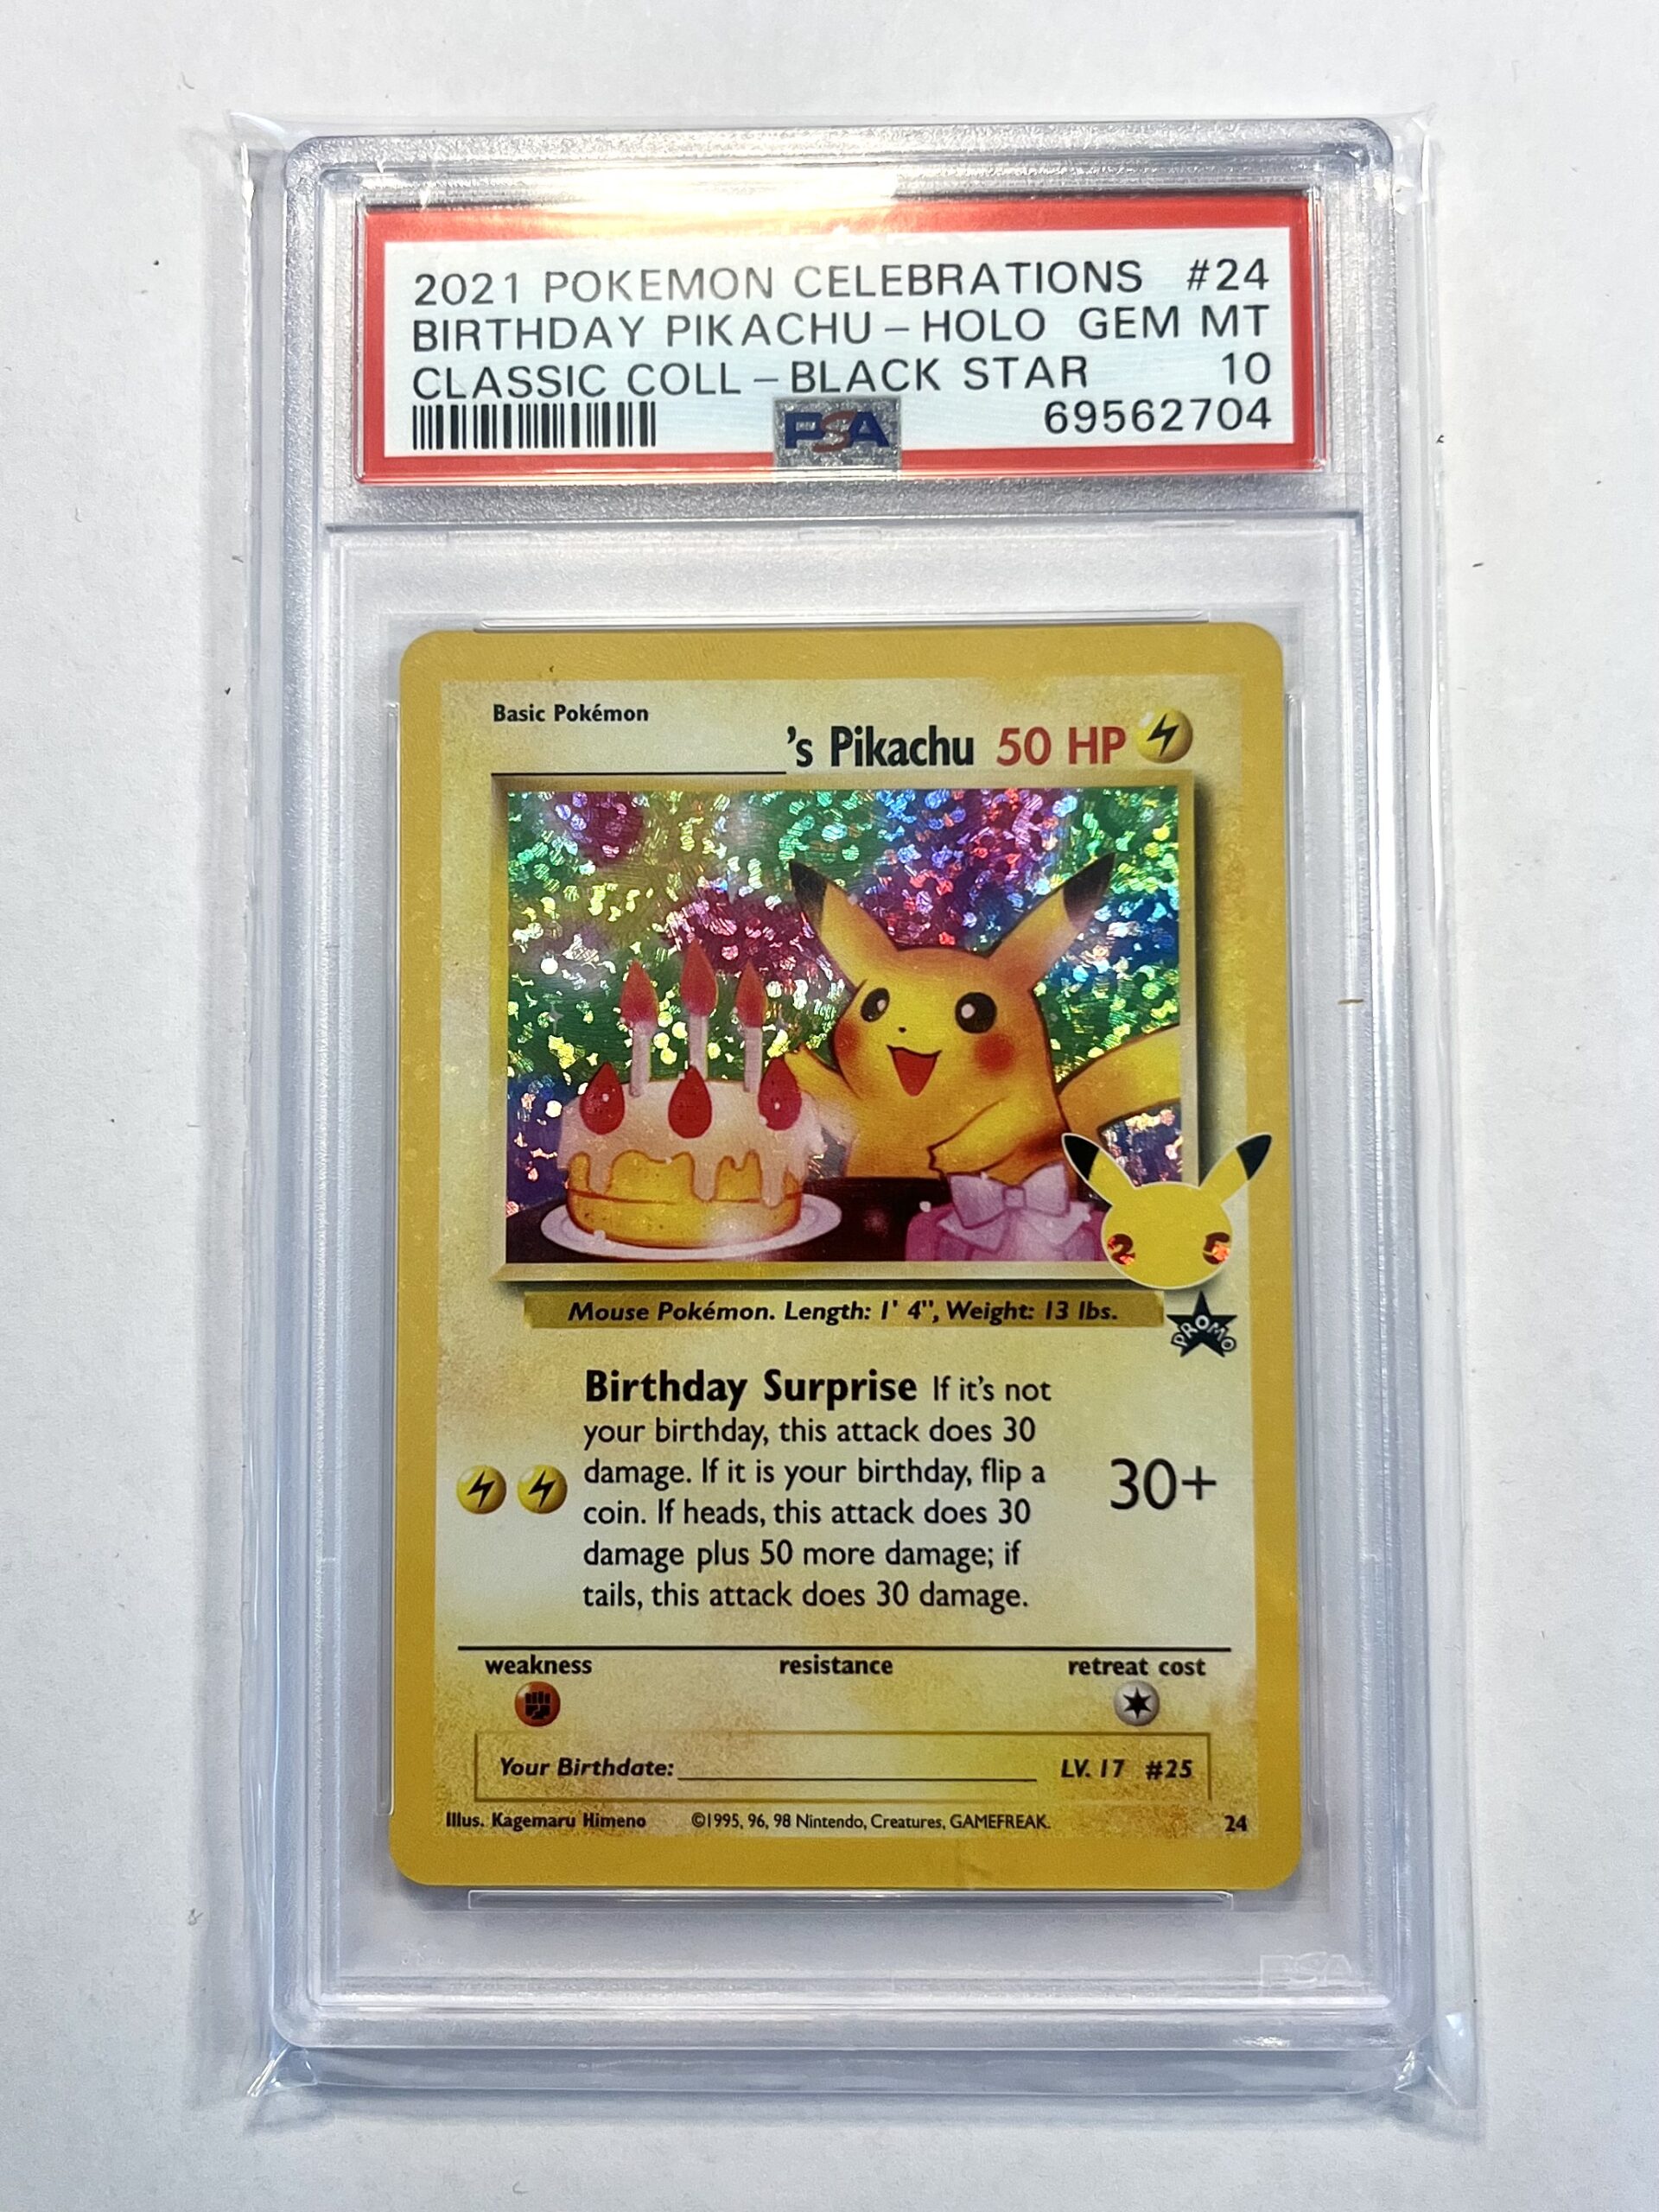 2021 POKEMON CELEBRATIONS #24
BIRTHDAY PIKACHU - HOLO GEM MT
CLASSIC COLL - BLACK STAR 10
PSA 69562704
Basic Pokémon
's Pikachu 50 HP
25
Mouse Pokémon. Length: 1' 4", Weight: 13 lbs.
PROMO
Birthday Surprise If it's not
your birthday, this attack does 30
damage. If it is your birthday, flip a
coin. If heads, this attack does 30
damage plus 50 more damage; if
tails, this attack does 30 damage.
30+
weakness resistance retreat cost
Your Birthdate: LV. 17 #25
Illus. Kagemaru Himeno ©1995, 96, 98 Nintendo, Creatures, GAMEFREAK. 24
PSA